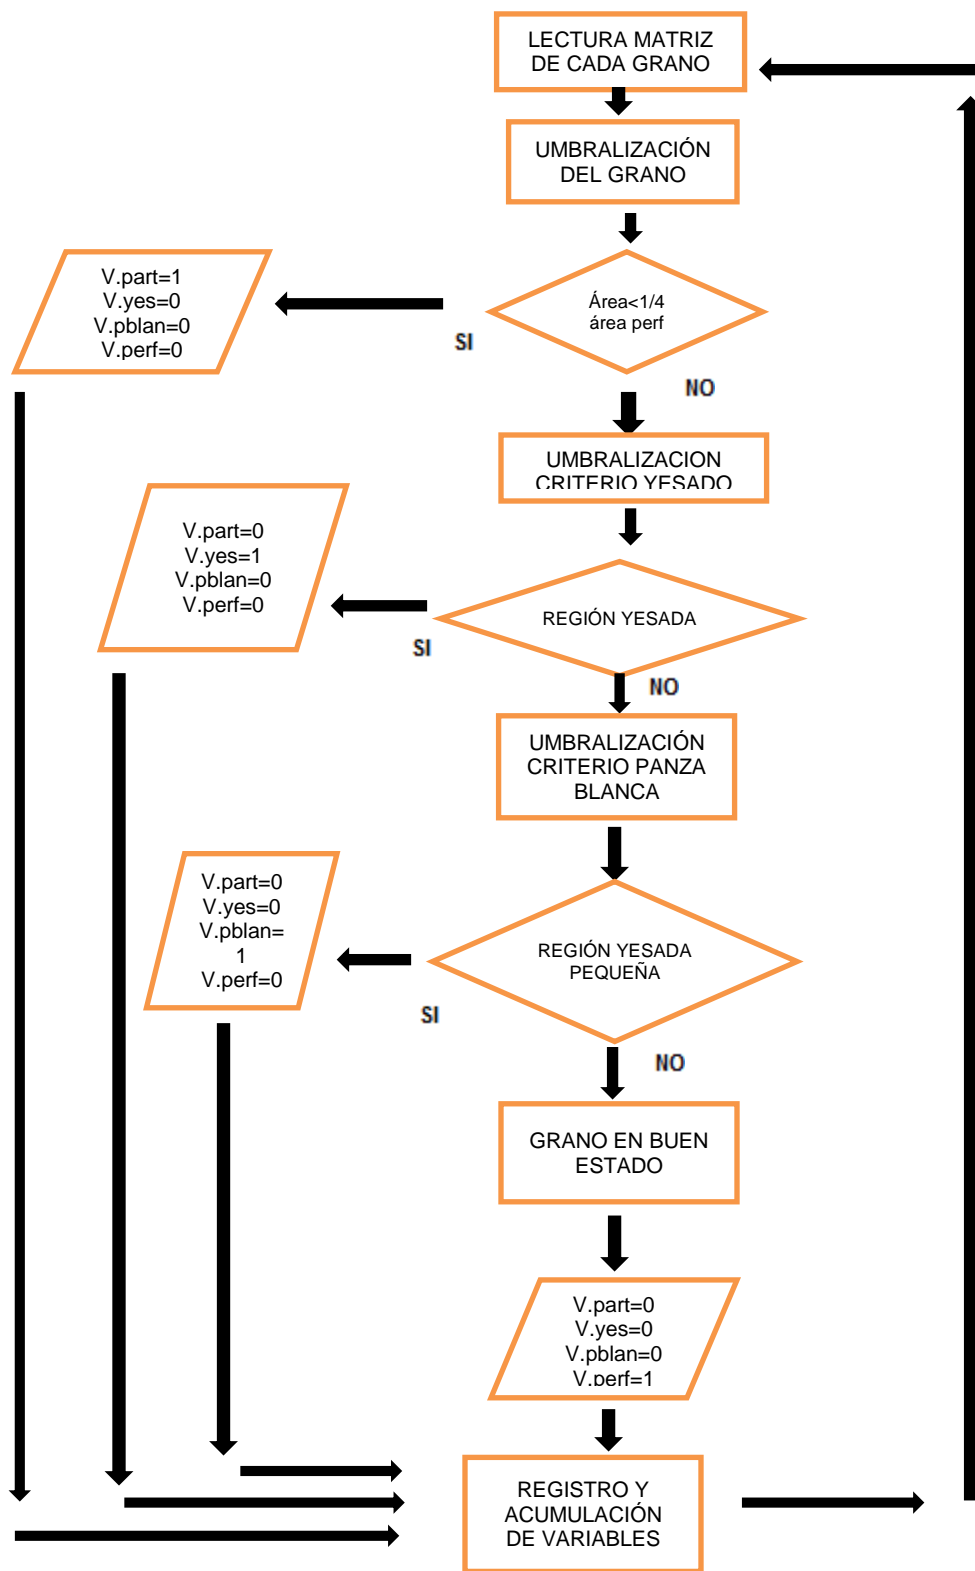 LECTURA MATRIZ
DE CADA GRANO
UMBRALIZACIÓN
DEL GRANO
Área<1/4
área perf
SI
V.part=1
V.yes=0
V.pblan=0
V.perf=0
NO
UMBRALIZACION
CRITERIO YESADO
REGIÓN YESADA
SI
V.part=0
V.yes=1
V.pblan=0
V.perf=0
NO
UMBRALIZACIÓN
CRITERIO PANZA
BLANCA
REGIÓN YESADA
PEQUEÑA
SI
V.part=0
V.yes=0
V.pblan=
1
V.perf=0
NO
GRANO EN BUEN
ESTADO
V.part=0
V.yes=0
V.pblan=0
V.perf=1
REGISTRO Y
ACUMULACIÓN
DE VARIABLES